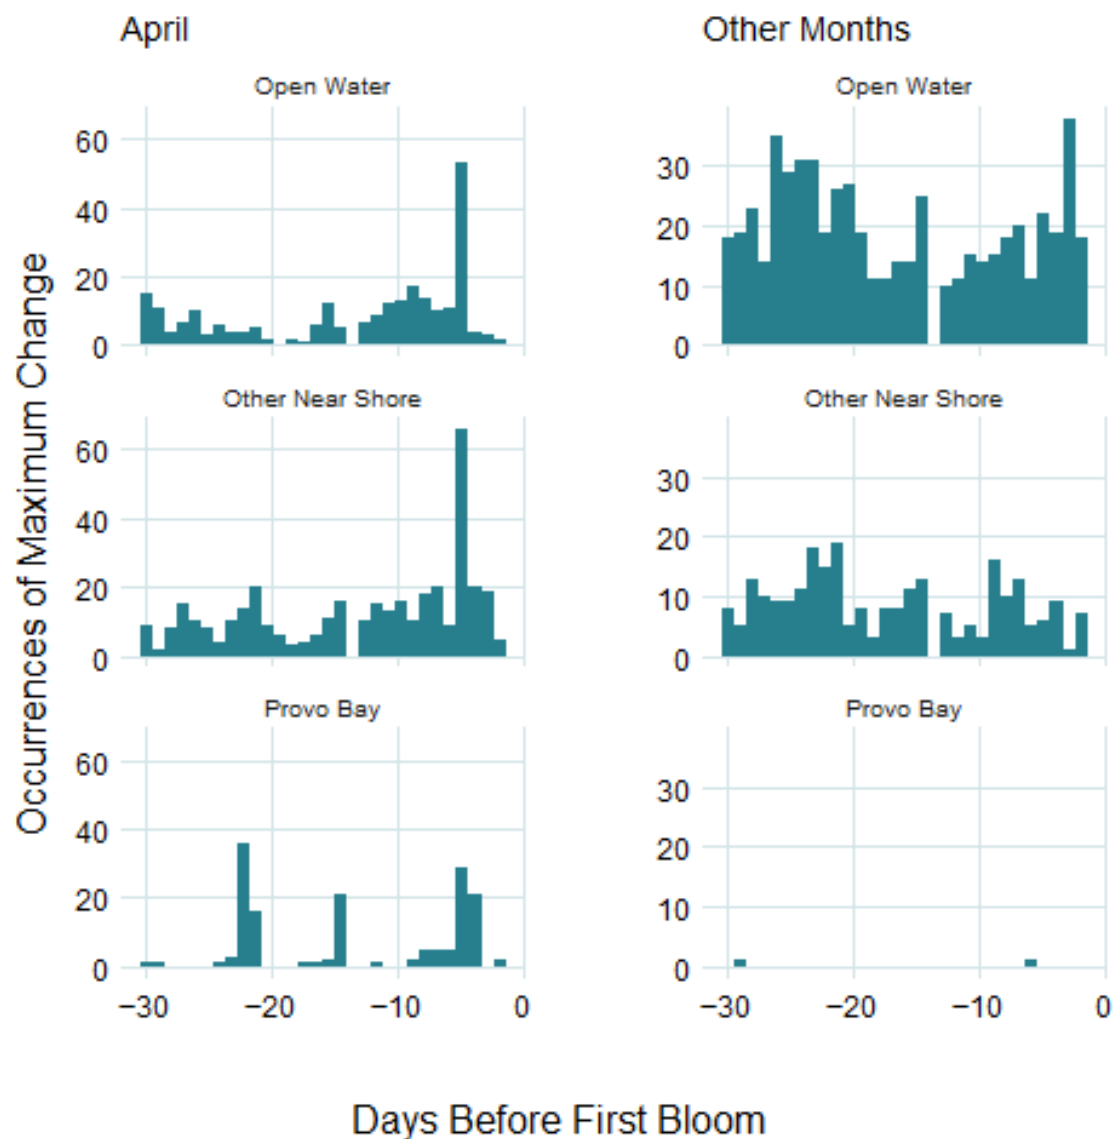 April
Other Months
Occurrences of Maximum Change
Open Water
60
40
20
0
Open Water
30
20
10
0
Other Near Shore
60
40
20
0
Other Near Shore
30
20
10
0
Provo Bay
60
40
20
0
−30 −20 −10 0
Provo Bay
30
20
10
0
−30 −20 −10 0
Days Before First Bloom